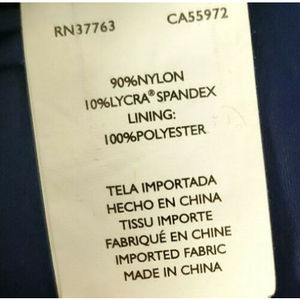 RN37763 CA55972
90%NYLON
10%LYCRA®SPANDEX
LINING:
100%POLYESTER
TELA IMPORTADA
HECHO EN CHINA
TISSU IMPORTE
FABRIQUÉ EN CHINE
IMPORTED FABRIC
MADE IN CHINA